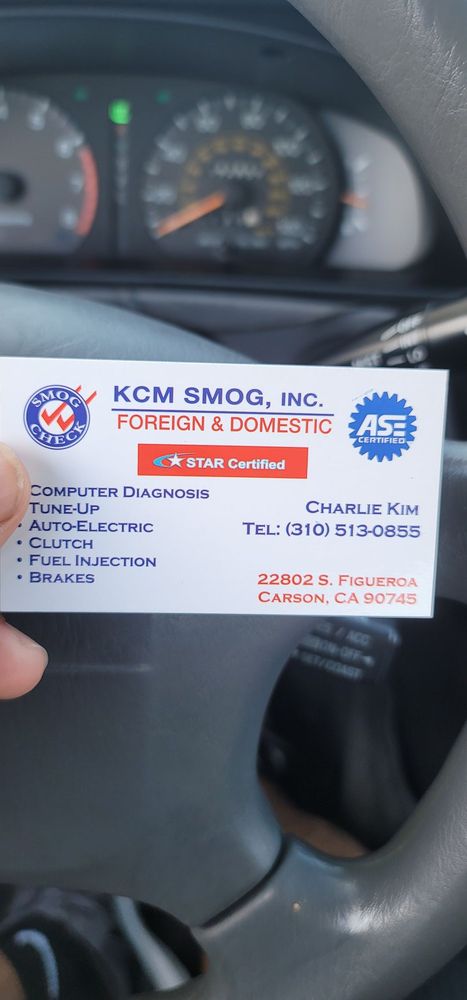 SMOG
CHECK
KCM SMOG, INC.
FOREIGN & DOMESTIC
STAR Certified
ASE
CERTIFIED
COMPUTER DIAGNOSIS
TUNE-UP
• AUTO-ELECTRIC
• CLUTCH
• FUEL INJECTION
• BRAKES
CHARLIE KIM
TEL: (310) 513-0855
22802 S. FIGUEROA
CARSON, CA 90745